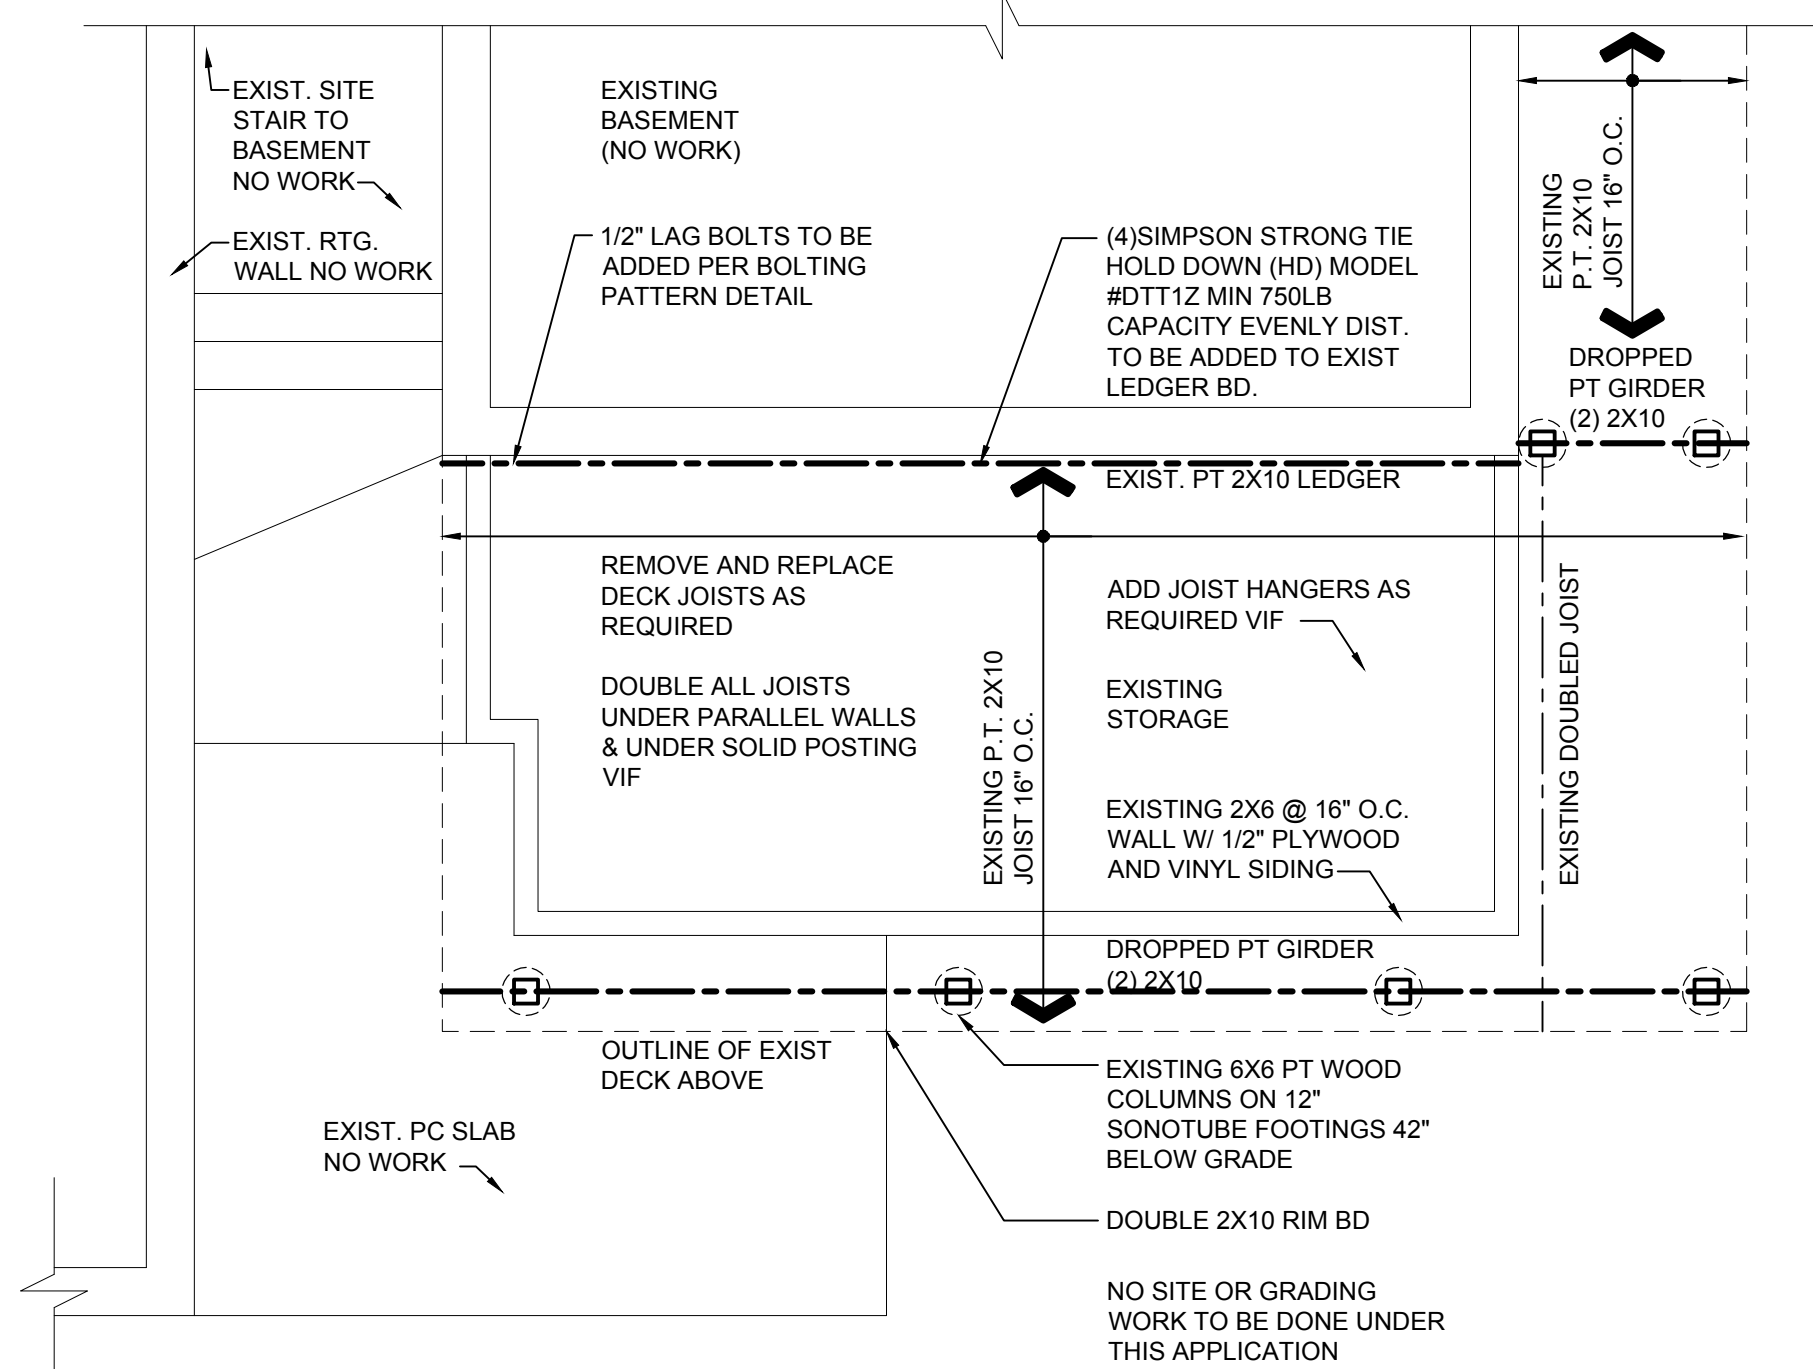 EXIST. SITE
STAIR TO
BASEMENT
NO WORK
EXIST. RTG.
WALL NO WORK
EXISTING
BASEMENT
(NO WORK)
1/2" LAG BOLTS TO BE
ADDED PER BOLTING
PATTERN DETAIL
(4)SIMPSON STRONG TIE
HOLD DOWN (HD) MODEL
#DTT1Z MIN 750LB
CAPACITY EVENLY DIST.
TO BE ADDED TO EXIST
LEDGER BD.
EXISTING
P.T. 2X10
JOIST 16" O.C.
DROPPED
PT GIRDER
(2) 2X10
EXIST. PT 2X10 LEDGER
REMOVE AND REPLACE
DECK JOISTS AS
REQUIRED
DOUBLE ALL JOISTS
UNDER PARALLEL WALLS
& UNDER SOLID POSTING
VIF
EXISTING P.T. 2X10
JOIST 16" O.C.
ADD JOIST HANGERS AS
REQUIRED VIF
EXISTING
STORAGE
EXISTING 2X6 @ 16" O.C.
WALL W/ 1/2" PLYWOOD
AND VINYL SIDING
EXISTING DOUBLED JOIST
DROPPED PT GIRDER
(2) 2X10
OUTLINE OF EXIST
DECK ABOVE
EXIST. PC SLAB
NO WORK
EXISTING 6X6 PT WOOD
COLUMNS ON 12"
SONOTUBE FOOTINGS 42"
BELOW GRADE
DOUBLE 2X10 RIM BD
NO SITE OR GRADING
WORK TO BE DONE UNDER
THIS APPLICATION